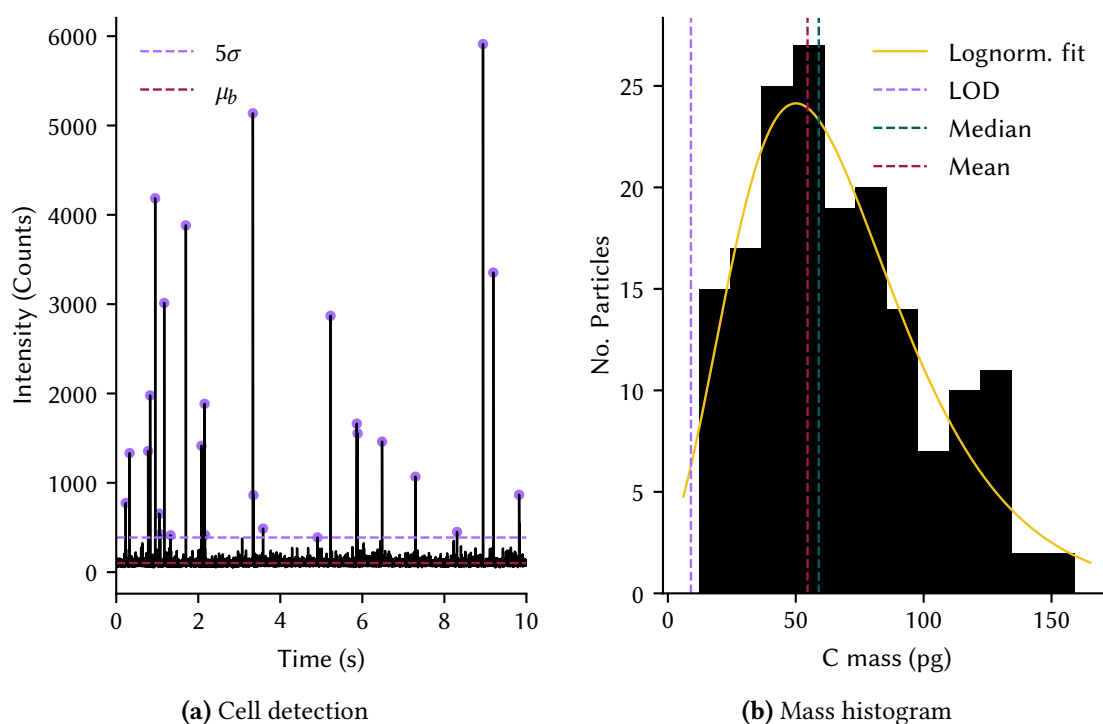 6000
5000
4000
3000
2000
1000
0
Intensity (Counts)
5σ
μb
0 2 4 6 8 10
Time (s)
(a) Cell detection
25
20
15
10
5
0
No. Particles
Lognorm. fit
LOD
Median
Mean
0 50 100 150
C mass (pg)
(b) Mass histogram